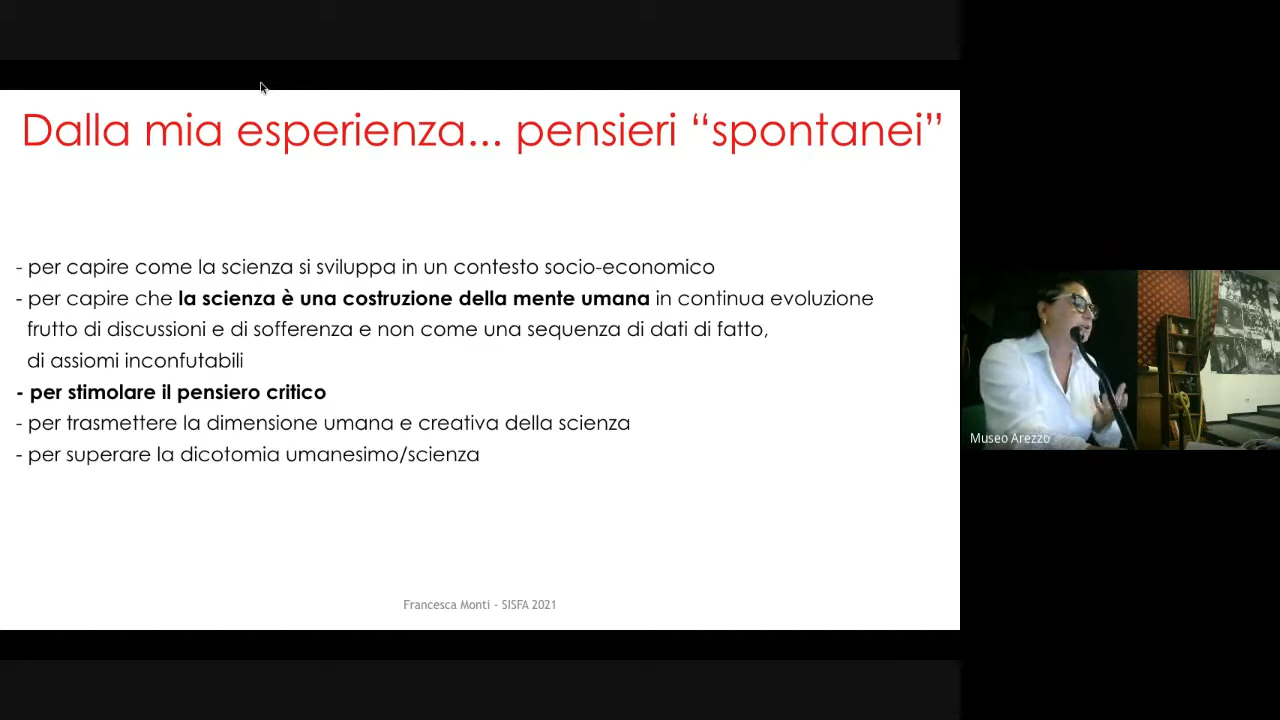 Dalla mia esperienza... pensieri “spontanei”
- per capire come la scienza si sviluppa in un contesto socio-economico
- per capire che la scienza è una costruzione della mente umana in continua evoluzione
frutto di discussioni e di sofferenza e non come una sequenza di dati di fatto,
di assiomi inconfutabili
- per stimolare il pensiero critico
- per trasmettere la dimensione umana e creativa della scienza
- per superare la dicotomia umanesimo/scienza
Francesca Monti - SISFA 2021
Museo Arezzo